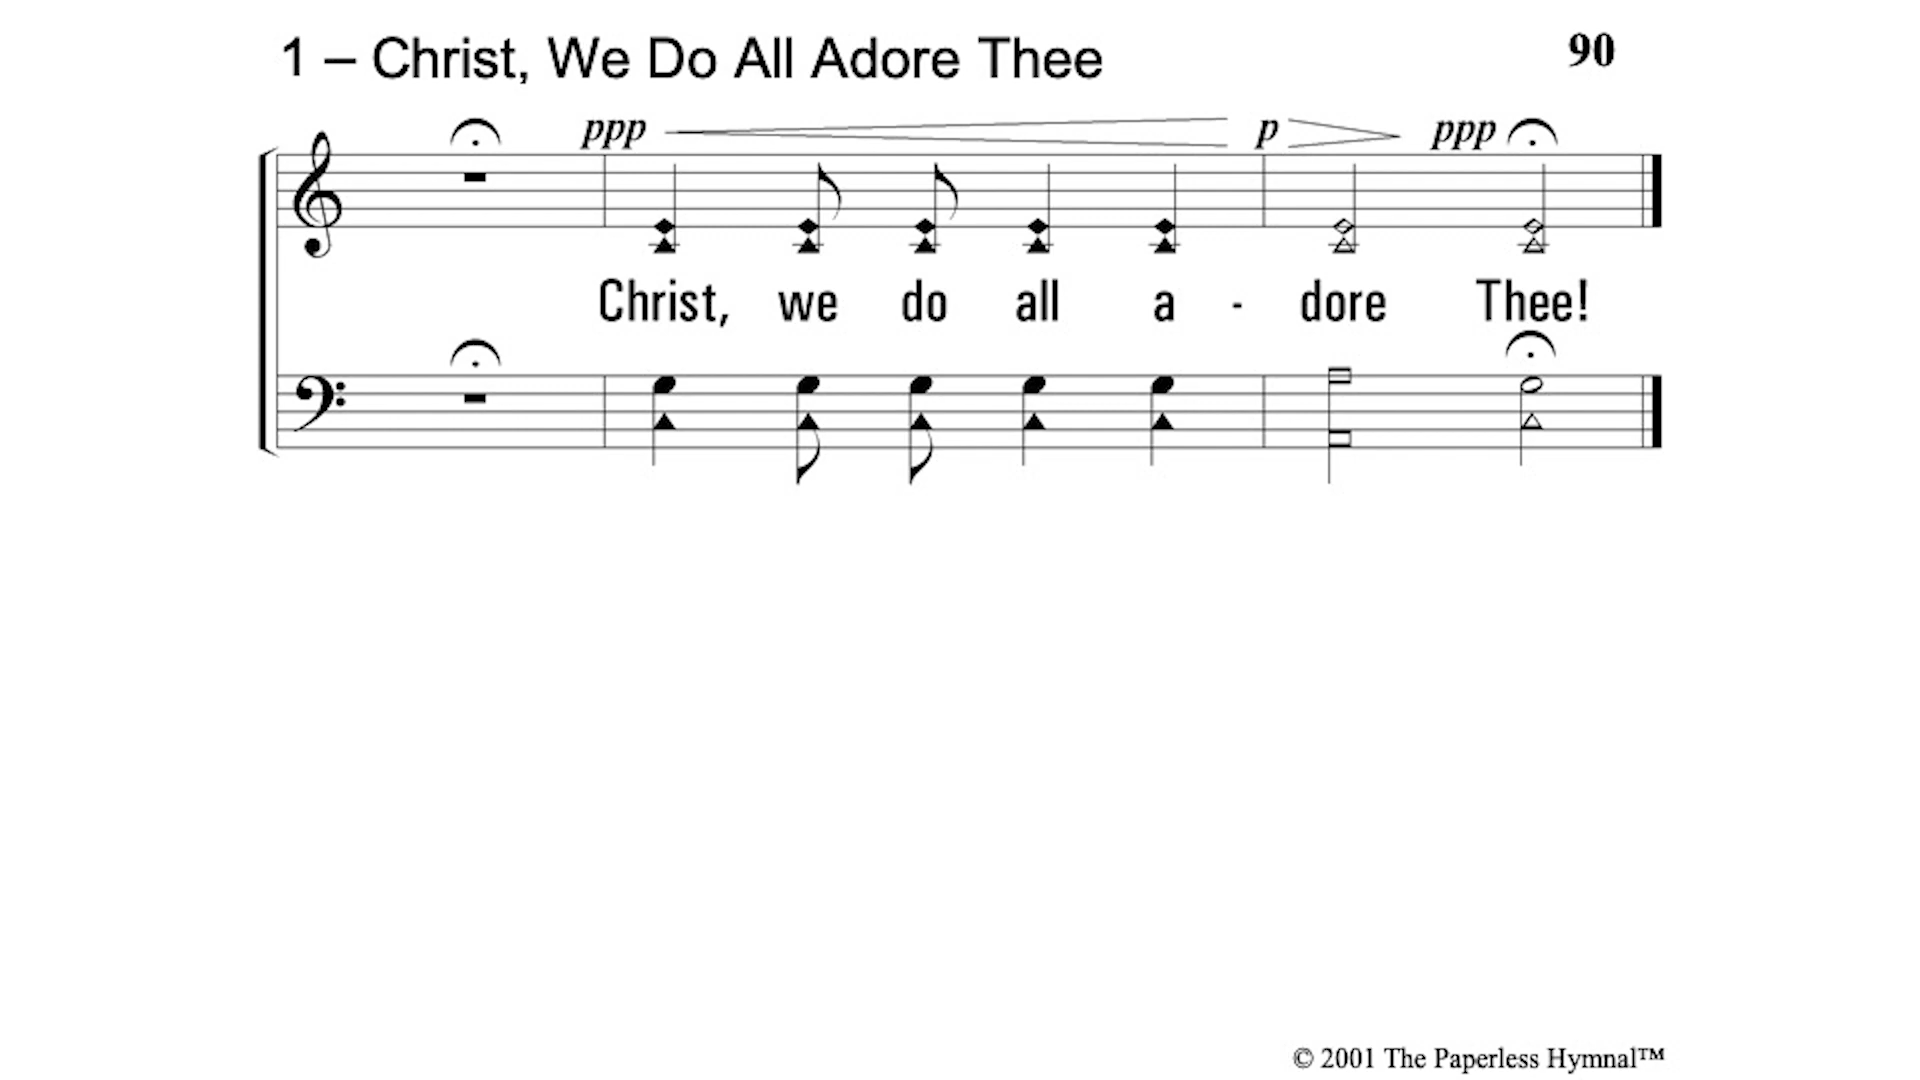 1 – Christ, We Do All Adore Thee
90
ppp p ppp
Christ, we do all a - dore Thee!
© 2001 The Paperless Hymnal™